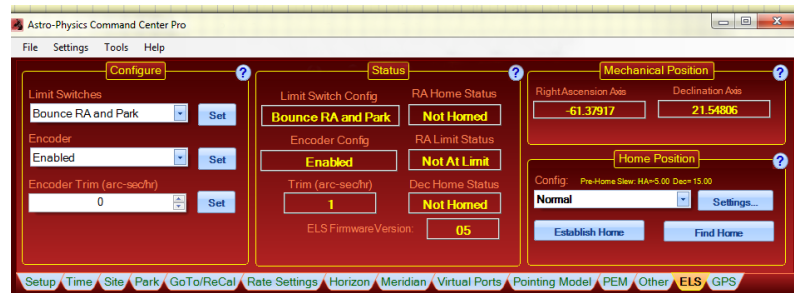 Astro-Physics Command Center Pro
File Settings Tools Help
Configure
?
Limit Switches
Bounce RA and Park
Set
Encoder
Enabled
Set
Encoder Trim (arc-sec/hr)
0
Set
Status
?
Limit Switch Config
RA Home Status
Bounce RA and Park
Not Homed
Encoder Config
RA Limit Status
Enabled
Not At Limit
Trim (arc-sec/hr)
Dec Home Status
1
Not Homed
ELS Firmware Version:
05
Mechanical Position
?
Right Ascension Axis
Declination Axis
-61.37917
21.54806
Home Position
?
Config: Pre-Home Slew: HA=-5.00 Dec= 15.00
Normal
Settings...
Establish Home
Find Home
Setup Time Site Park GoTo/ReCal Rate Settings Horizon Meridian Virtual Ports Pointing Model PEM Other ELS GPS